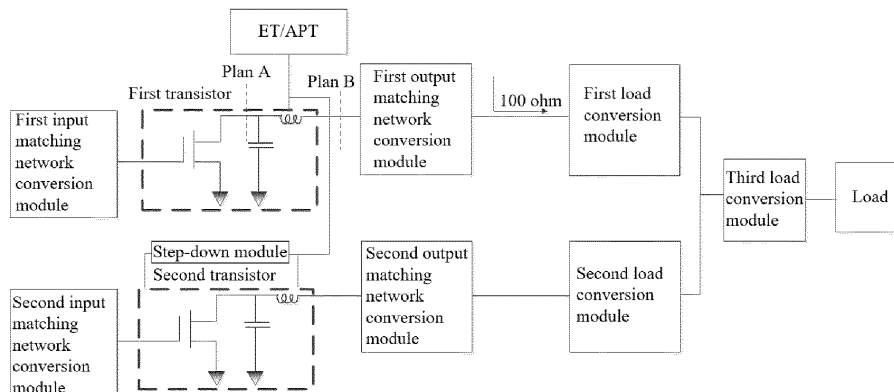 ET/APT
Plan A
Plan B
First transistor
First output
matching
network
conversion
module
100 ohm
First load
conversion
module
First input
matching
network
conversion
module
Third load
conversion
module
Load
Step-down module
Second transistor
Second output
matching
network
conversion
module
Second load
conversion
module
Second input
matching
network
conversion
module